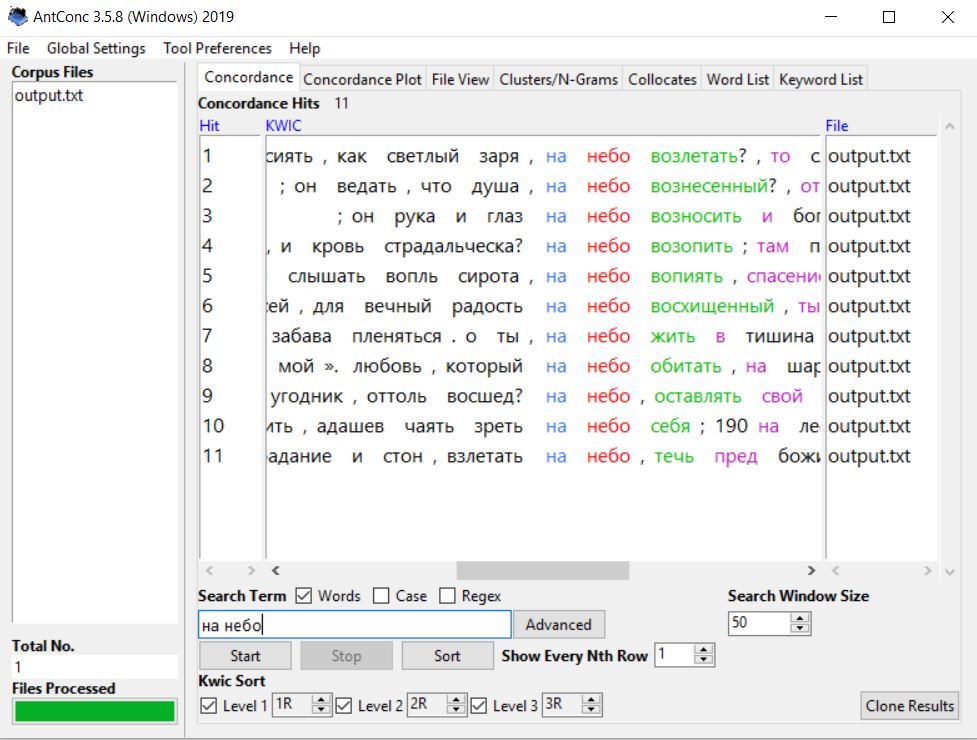 AntConc 3.5.8 (Windows) 2019
File Global Settings Tool Preferences Help
Corpus Files
output.txt
Concordance Concordance Plot File View Clusters/N-Grams Collocates Word List Keyword List
Concordance Hits 11
Hit KWIC File
1 сиять , как светлый заря , на небо возлетать? , то с output.txt
2 ; он ведать , что душа , на небо вознесенный? , от output.txt
3 ; он рука и глаз на небо возносить и бог output.txt
4 , и кровь страдальческа? на небо возопить ; там п output.txt
5 слышать вопль сирота , на небо вопиять , спасени output.txt
6 сей , для вечный радость на небо восхищенный , ты output.txt
7 забава пленяться . о ты , на небо жить в тишина output.txt
8 мой ». любовь , который на небо обитать , на шар output.txt
9 угодник , оттоль восшед? на небо , оставлять свой output.txt
10 ить , адашев чаять зреть на небо себя ; 190 на ле output.txt
11 адание и стон , взлетать на небо , течь пред божи output.txt
Search Term Words Case Regex Search Window Size
на небо Advanced 50
Start Stop Sort Show Every Nth Row 1
Kwic Sort
Level 1 1R Level 2 2R Level 3 3R Clone Results
Total No.
1
Files Processed